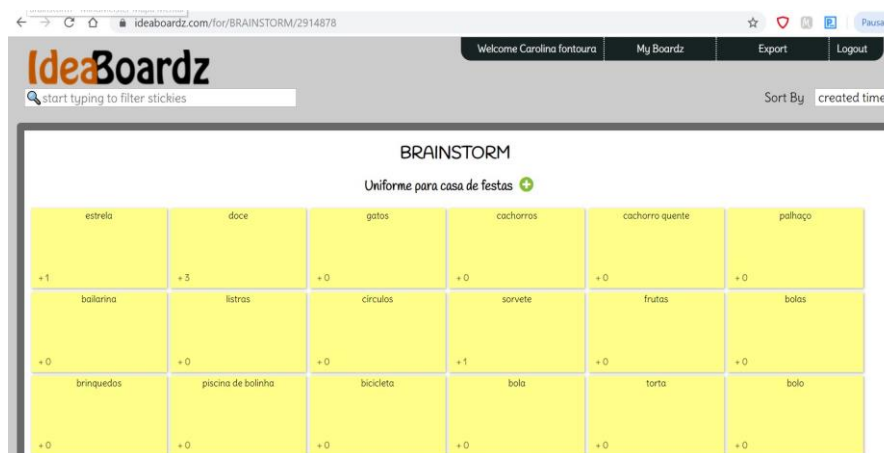 ideaboardz.com/for/BRAINSTORM/2914878
Pausa
Welcome Carolina fontoura My Boardz Export Logout
IdeaBoardz
start typing to filter stickies
Sort By created time
BRAINSTORM
Uniforme para casa de festas
estrela doce gatos cachorros cachorro quente palhaço
+1 +3 +0 +0 +0 +0
bailarina listras circulos sorvete frutas bolas
+0 +0 +0 +1 +0 +0
brinquedos piscina de bolinha bicicleta bola torta bolo
+0 +0 +0 +0 +0 +0